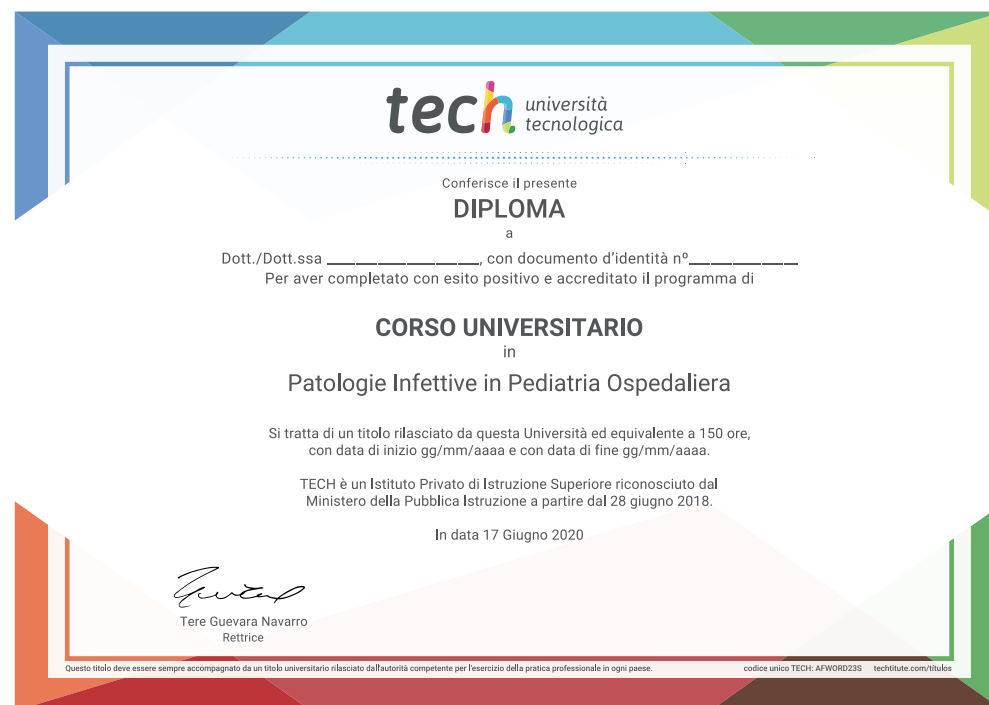 tech università
tecnologica
Conferisce il presente
DIPLOMA
a
Dott./Dott.ssa ____________________, con documento d'identità nº______________
Per aver completato con esito positivo e accreditato il programma di
CORSO UNIVERSITARIO
in
Patologie Infettive in Pediatria Ospedaliera
Si tratta di un titolo rilasciato da questa Università ed equivalente a 150 ore,
con data di inizio gg/mm/aaaa e con data di fine gg/mm/aaaa.
TECH è un Istituto Privato di Istruzione Superiore riconosciuto dal
Ministero della Pubblica Istruzione a partire dal 28 giugno 2018.
In data 17 Giugno 2020
Tere Guevara Navarro
Rettrice
Questo titolo deve essere sempre accompagnato da un titolo universitario rilasciato dall'autorità competente per l'esercizio della pratica professionale in ogni paese. codice unico TECH: AFWORD23S techtitute.com/títulos